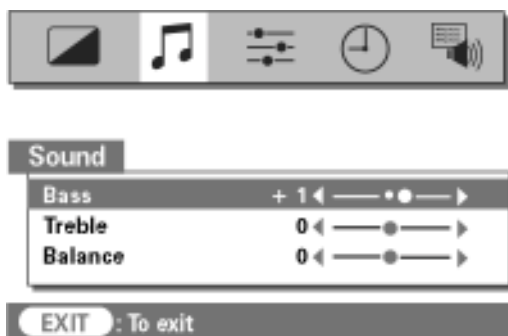 Sound
Bass + 1
Treble 0
Balance 0
EXIT : To exit